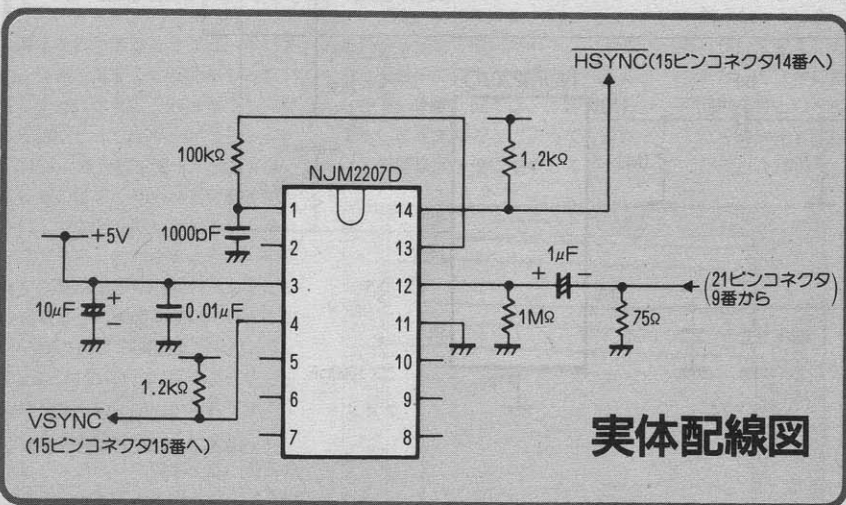 HSYNC(15ピンコネクタ14番へ)
100kΩ
1.2kΩ
NJM2207D
1000pF
1
2
3
4
5
6
7
14
13
12
11
10
9
8
+5V
10μF
+
−
0.01μF
1μF
+ −
1MΩ
75Ω
(21ピンコネクタ
9番から)
1.2kΩ
VSYNC
(15ピンコネクタ15番へ)
実体配線図